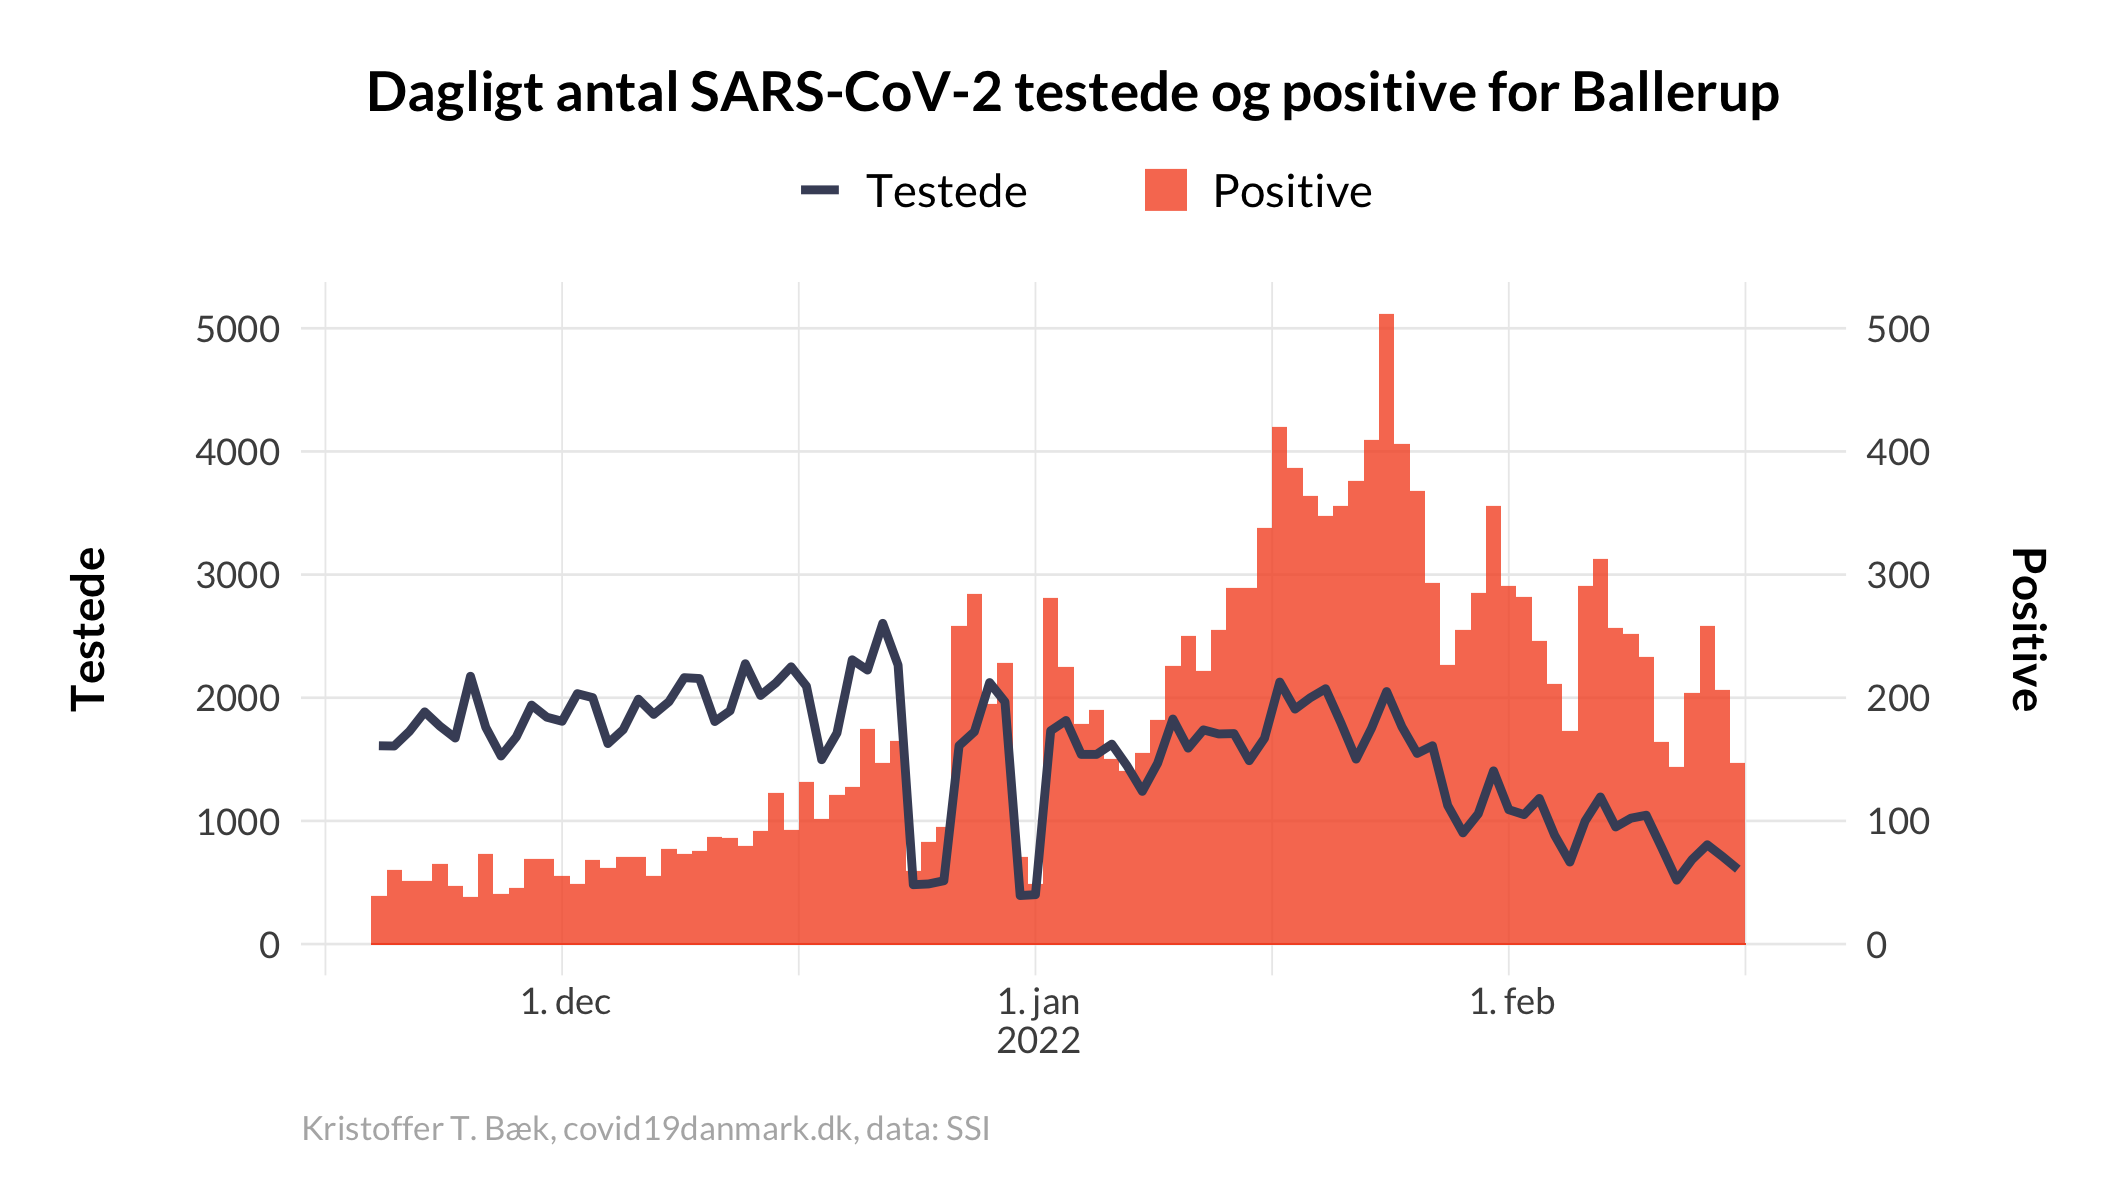 Dagligt antal SARS-CoV-2 testede og positive for Ballerup
Testede
Positive
5000
4000
3000
2000
1000
0
500
400
300
200
100
0
Testede
Positive
1. dec
1. jan
2022
1. feb
Kristoffer T. Bæk, covid19danmark.dk, data: SSI